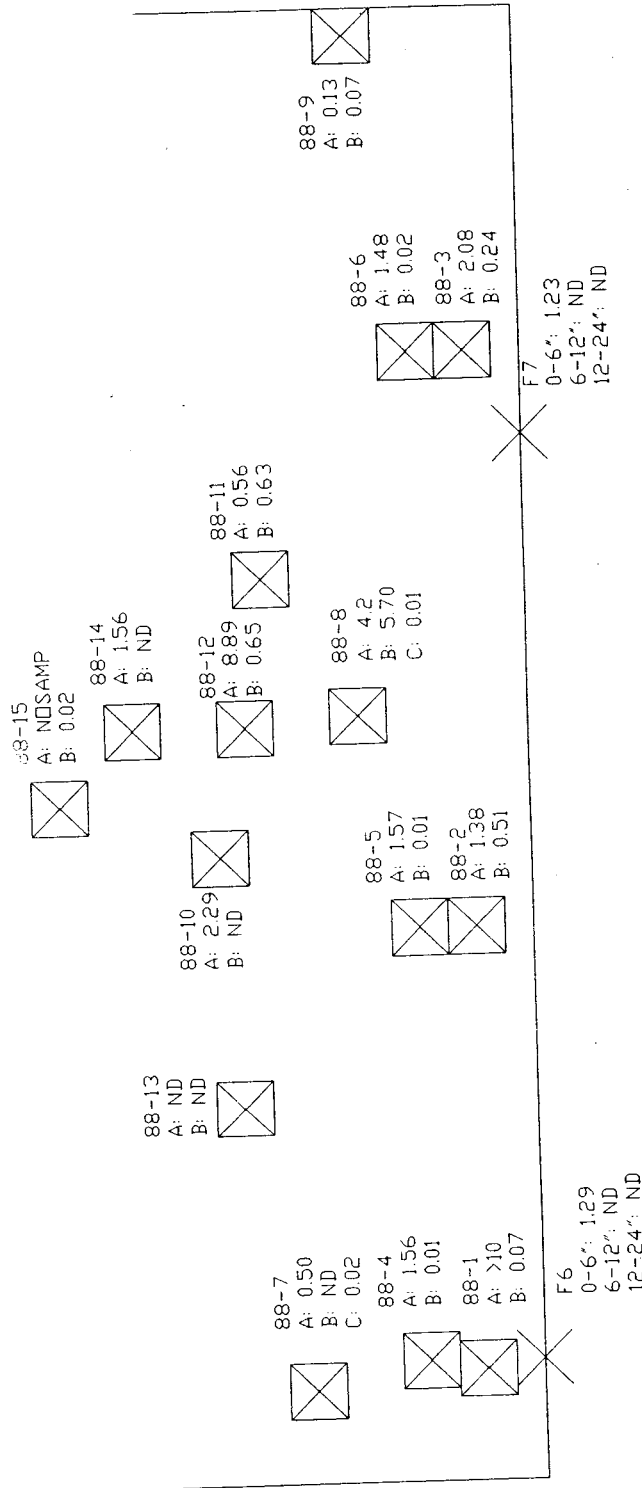 88-15
A: NOSAMP
B: 0.02
88-14
A: 1.56
B: ND
88-9
A: 0.13
B: 0.07
88-13
A: ND
B: ND
88-10
A: 2.29
B: ND
88-12
A: 8.89
B: 0.65
88-11
A: 0.56
B: 0.63
88-7
A: 0.50
B: ND
C: 0.02
88-8
A: 4.2
B: 5.70
C: 0.01
88-6
A: 1.48
B: 0.02
88-4
A: 1.56
B: 0.01
88-5
A: 1.57
B: 0.01
88-3
A: 2.08
B: 0.24
88-1
A: >10
B: 0.07
88-2
A: 1.38
B: 0.51
F6
0-6": 1.29
6-12": ND
12-24": ND
F7
0-6": 1.23
6-12": ND
12-24": ND